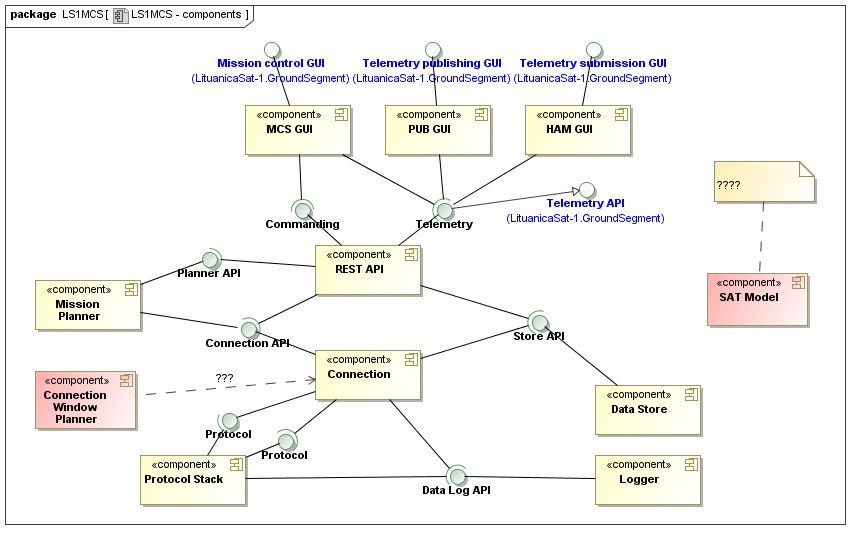 package LS1MCS [ LS1MCS - components ]
Mission control GUI
(LituanicaSat-1.GroundSegment)
Telemetry publishing GUI
(LituanicaSat-1.GroundSegment)
Telemetry submission GUI
(LituanicaSat-1.GroundSegment)
«component»
MCS GUI
«component»
PUB GUI
«component»
HAM GUI
????
Commanding
Telemetry
Telemetry API
(LituanicaSat-1.GroundSegment)
«component»
REST API
Planner API
«component»
Mission
Planner
«component»
SAT Model
Connection API
Store API
«component»
Connection
«component»
Connection
Window
Planner
???
«component»
Data Store
Protocol
Protocol
«component»
Protocol Stack
Data Log API
«component»
Logger